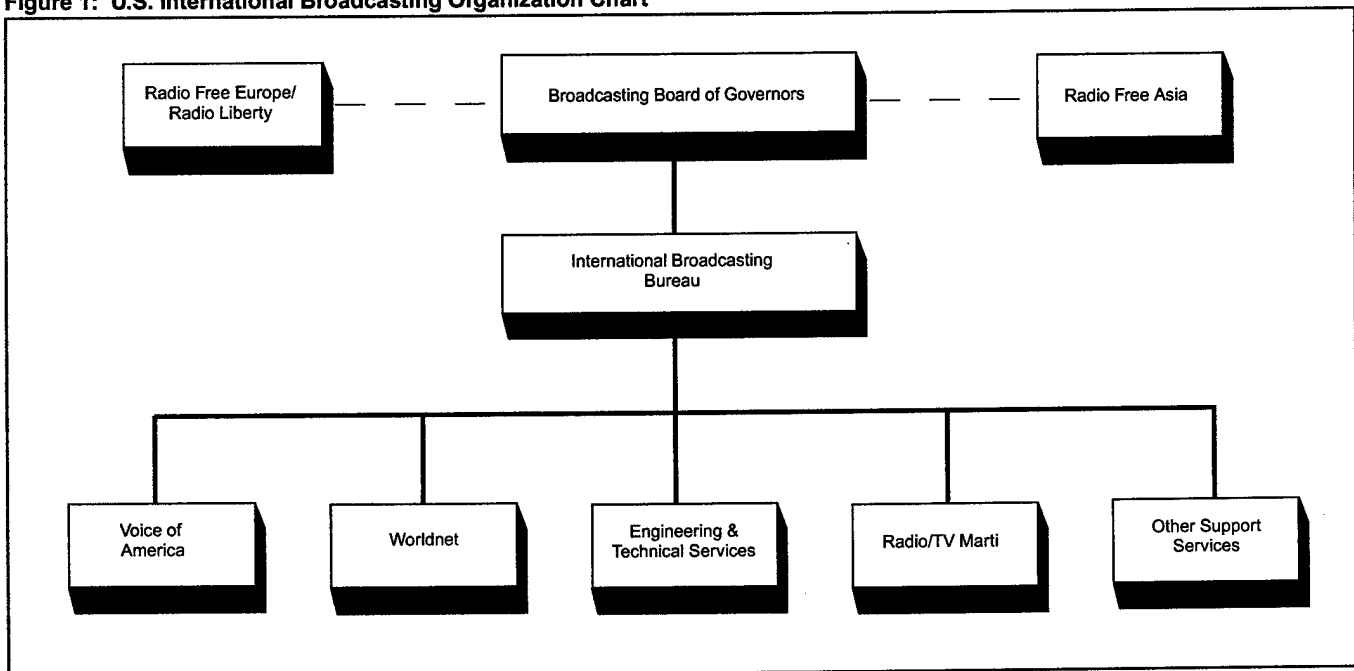 Figure 1: U.S. International Broadcasting Organization Chart
Radio Free Europe/
Radio Liberty
Broadcasting Board of Governors
Radio Free Asia
International Broadcasting
Bureau
Voice of
America
Worldnet
Engineering &
Technical Services
Radio/TV Marti
Other Support
Services